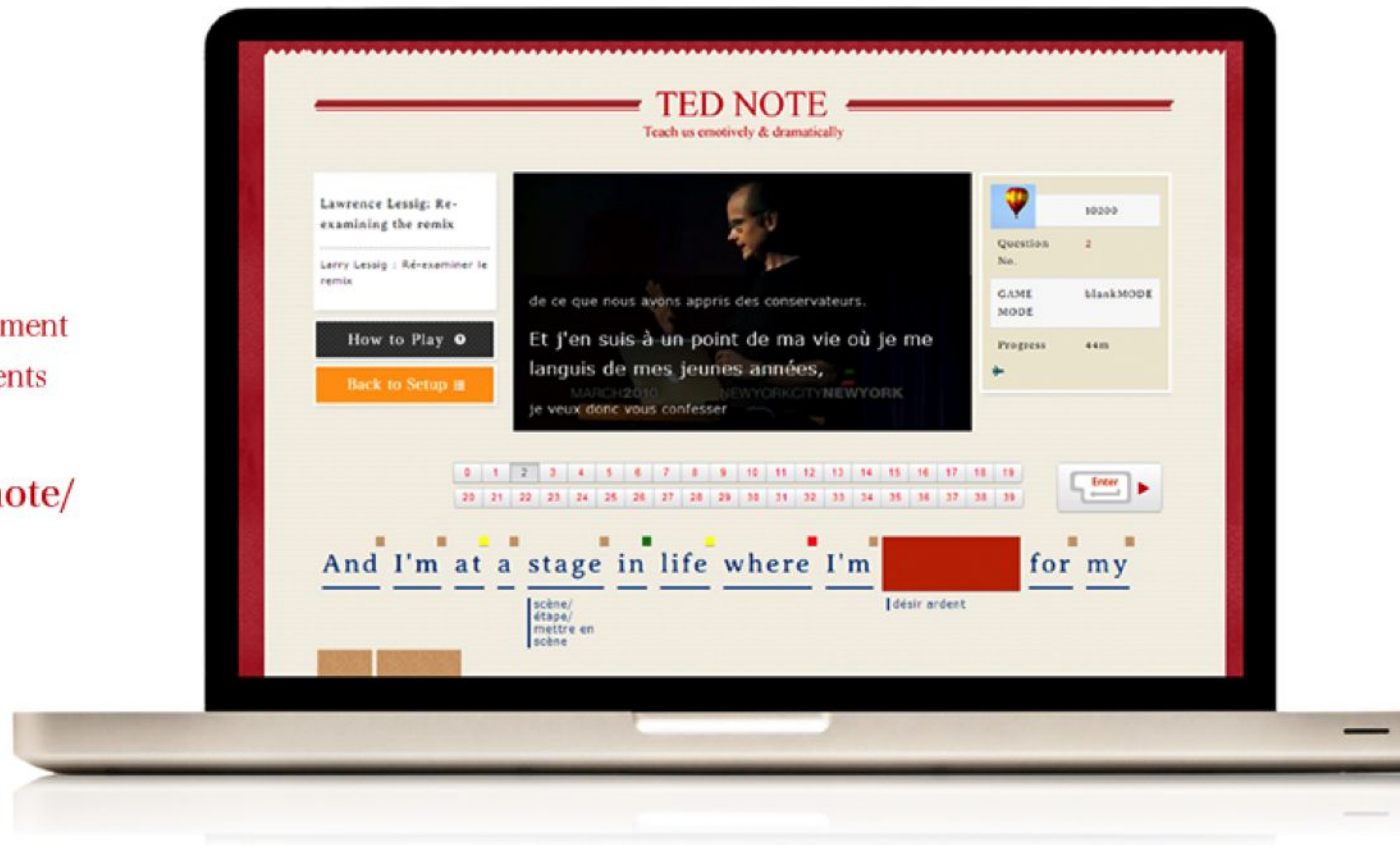 ment
ents
note/
TED NOTE
Teach us emotively & dramatically
Lawrence Lessig: Re-
examining the remix
Larry Lessig : Ré-examiner le
remix
How to Play
Back to Setup
de ce que nous avons appris des conservateurs.
Et j'en suis à un point de ma vie où je me
languis de mes jeunes années,
MARCH2010 NEWYORKCITYNEWYORK
je veux donc vous confesser
10200
Question 2
No.
GAME blankMODE
MODE
Progress 44m
0 1 2 3 4 5 6 7 8 9 10 11 12 13 14 15 16 17 18 19
20 21 22 23 24 25 26 27 28 29 30 31 32 33 34 35 36 37 38 39
Enter
And I'm at a stage in life where I'm for my
scène/
étape/
mettre en
scène
désir ardent